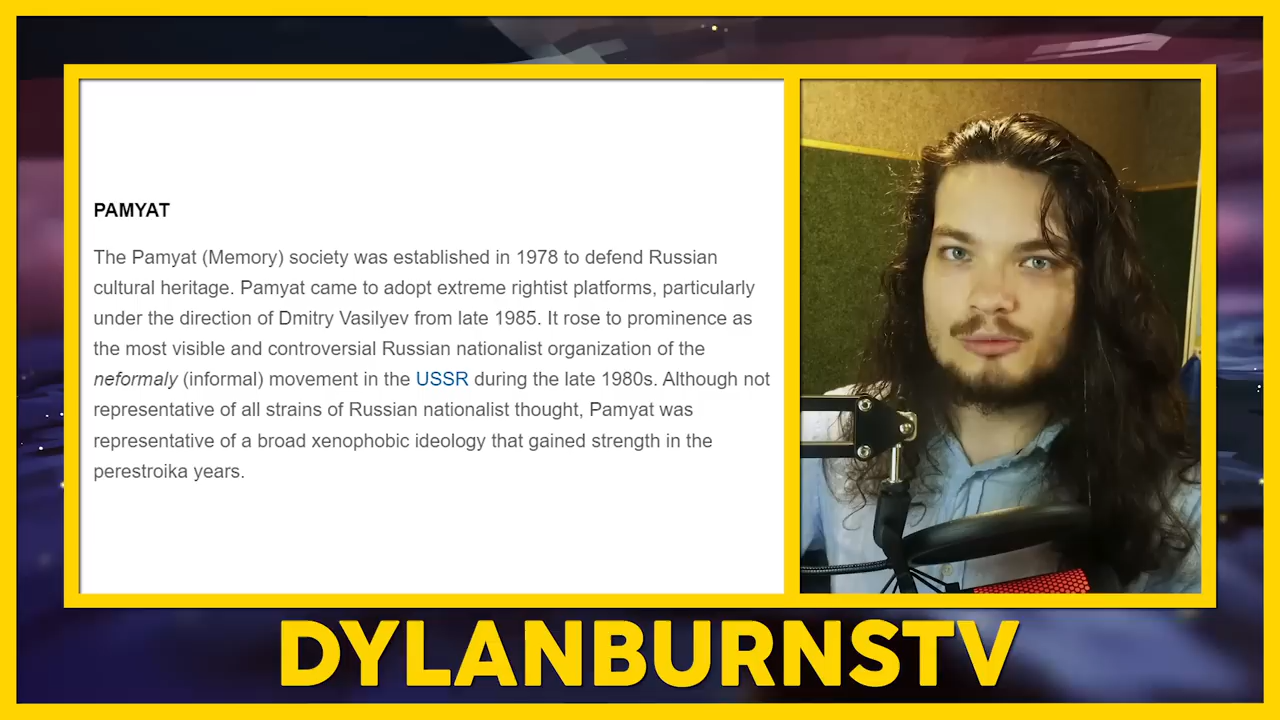 PAMYAT
The Pamyat (Memory) society was established in 1978 to defend Russian
cultural heritage. Pamyat came to adopt extreme rightist platforms, particularly
under the direction of Dmitry Vasilyev from late 1985. It rose to prominence as
the most visible and controversial Russian nationalist organization of the
neformaly (informal) movement in the USSR during the late 1980s. Although not
representative of all strains of Russian nationalist thought, Pamyat was
representative of a broad xenophobic ideology that gained strength in the
perestroika years.
DYLANBURNSTV